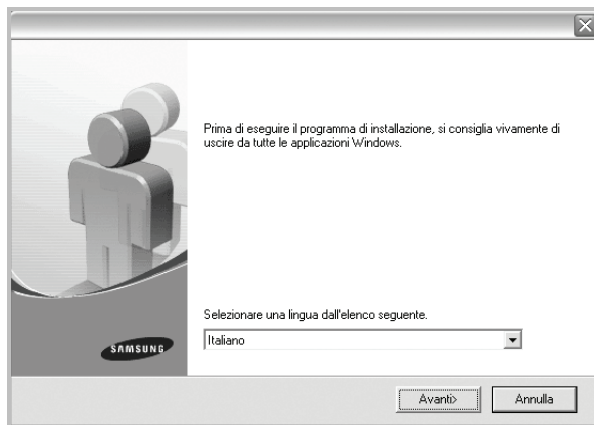 Prima di eseguire il programma di installazione, si consiglia vivamente di
uscire da tutte le applicazioni Windows.
Selezionare una lingua dall'elenco seguente.
Italiano
SAMSUNG
Avanti>
Annulla